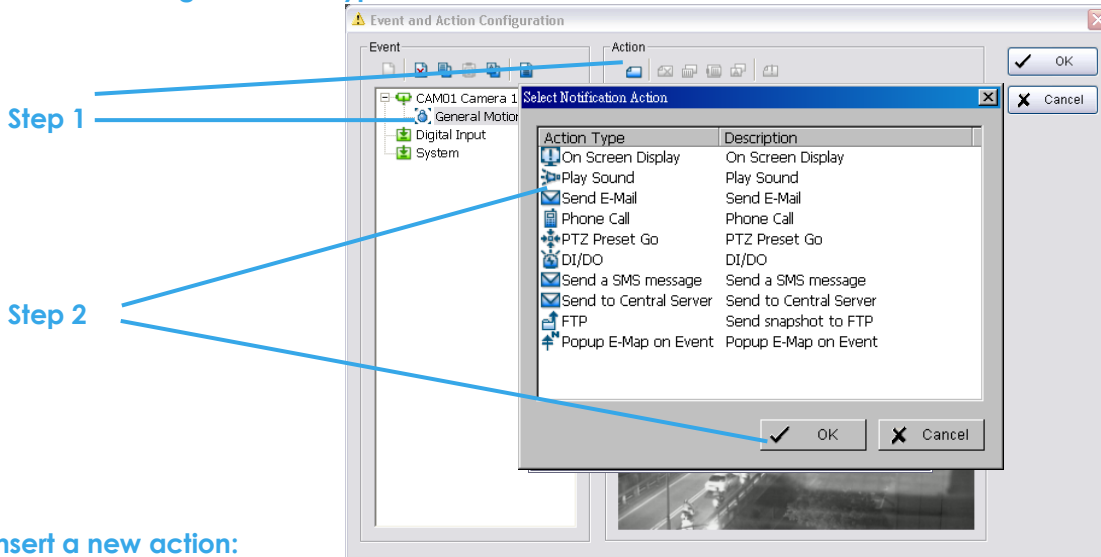 Event and Action Configuration
Event
Action
OK
Cancel
Step 1
CAM01 Camera 1
General Motion
Digital Input
System
Select Notification Action
Action Type Description
On Screen Display On Screen Display
Play Sound Play Sound
Send E-Mail Send E-Mail
Phone Call Phone Call
PTZ Preset Go PTZ Preset Go
DI/DO DI/DO
Send a SMS message Send a SMS message
Send to Central Server Send to Central Server
FTP Send snapshot to FTP
Popup E-Map on Event Popup E-Map on Event
Step 2
OK Cancel
nsert a new action: